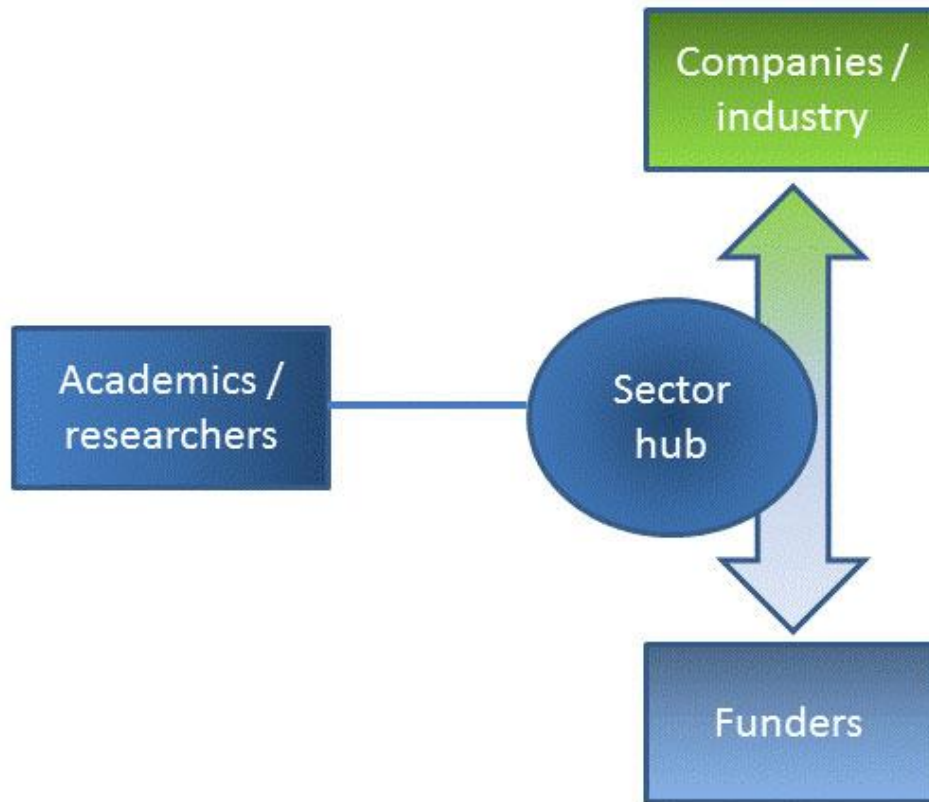 Companies /
industry
Academics /
researchers
Sector
hub
Funders